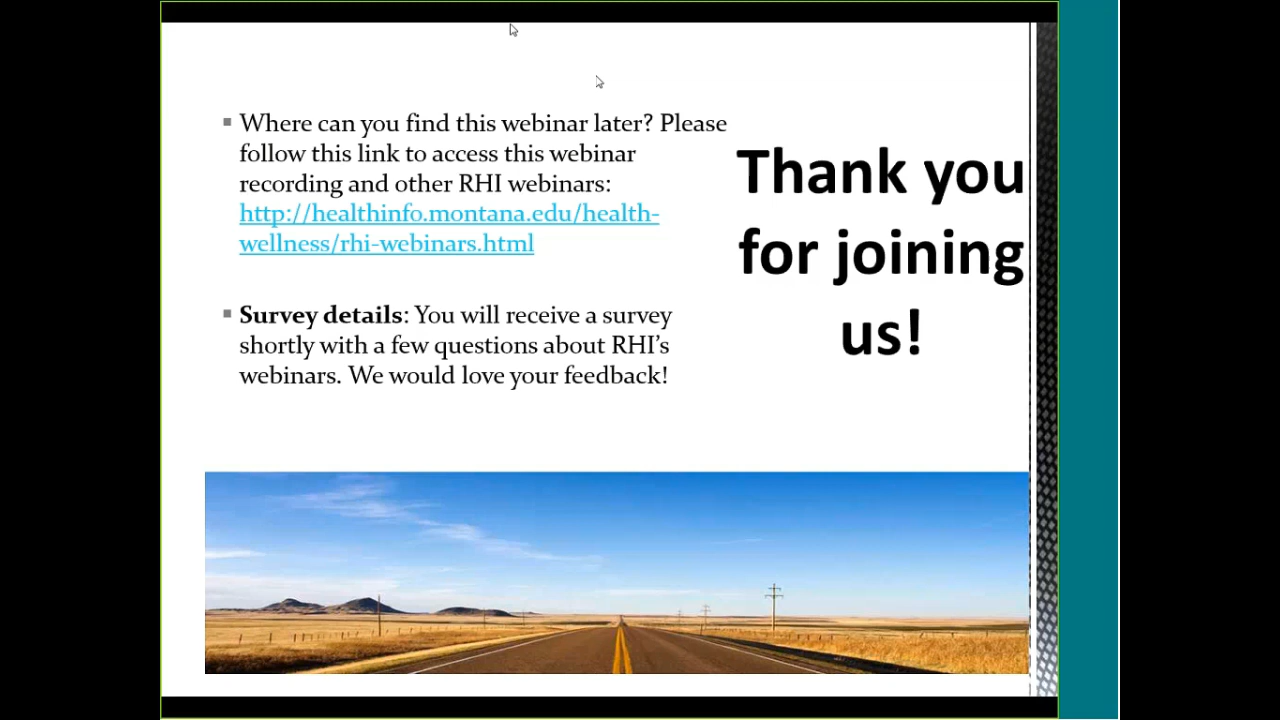 Where can you find this webinar later? Please
follow this link to access this webinar
recording and other RHI webinars:
http://healthinfo.montana.edu/health-
wellness/rhi-webinars.html
Survey details: You will receive a survey
shortly with a few questions about RHI’s
webinars. We would love your feedback!
Thank you
for joining
us!